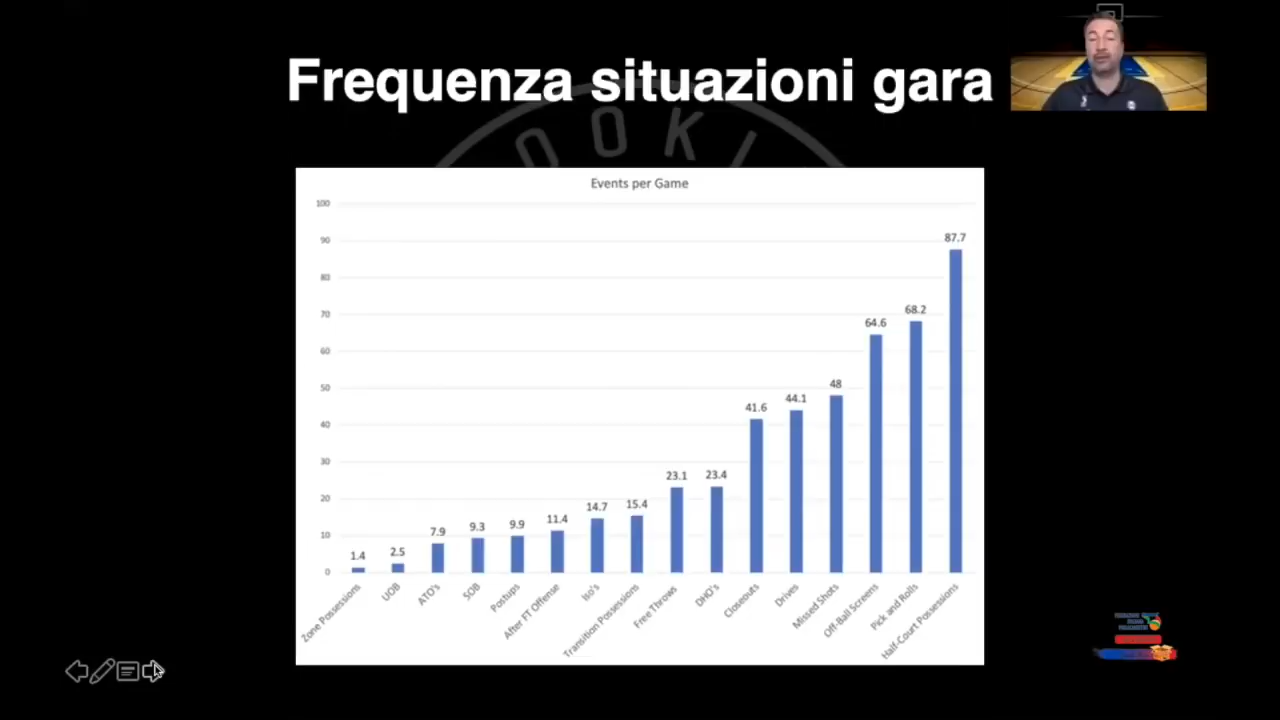 Frequenza situazioni gara
DOKI
Events per Game
100
90
80
70
60
50
40
30
20
10
0
1.4
2.5
7.9
9.3
9.9
11.4
14.7
15.4
23.1
23.4
41.6
44.1
48
64.6
68.2
87.7
Zone Possessions
UOB
ATO's
SOB
Postups
After FT Offense
Iso's
Transition Possessions
Free Throws
DHO's
Closeouts
Drives
Missed Shots
Off-Ball Screens
Pick and Rolls
Half-Court Possessions